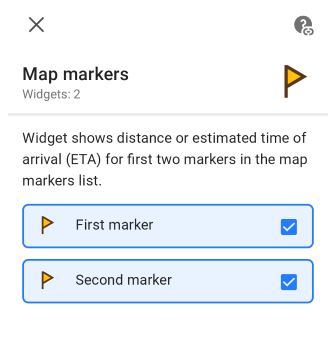 Map markers
Widgets: 2
Widget shows distance or estimated time of
arrival (ETA) for first two markers in the map
markers list.
First marker
Second marker